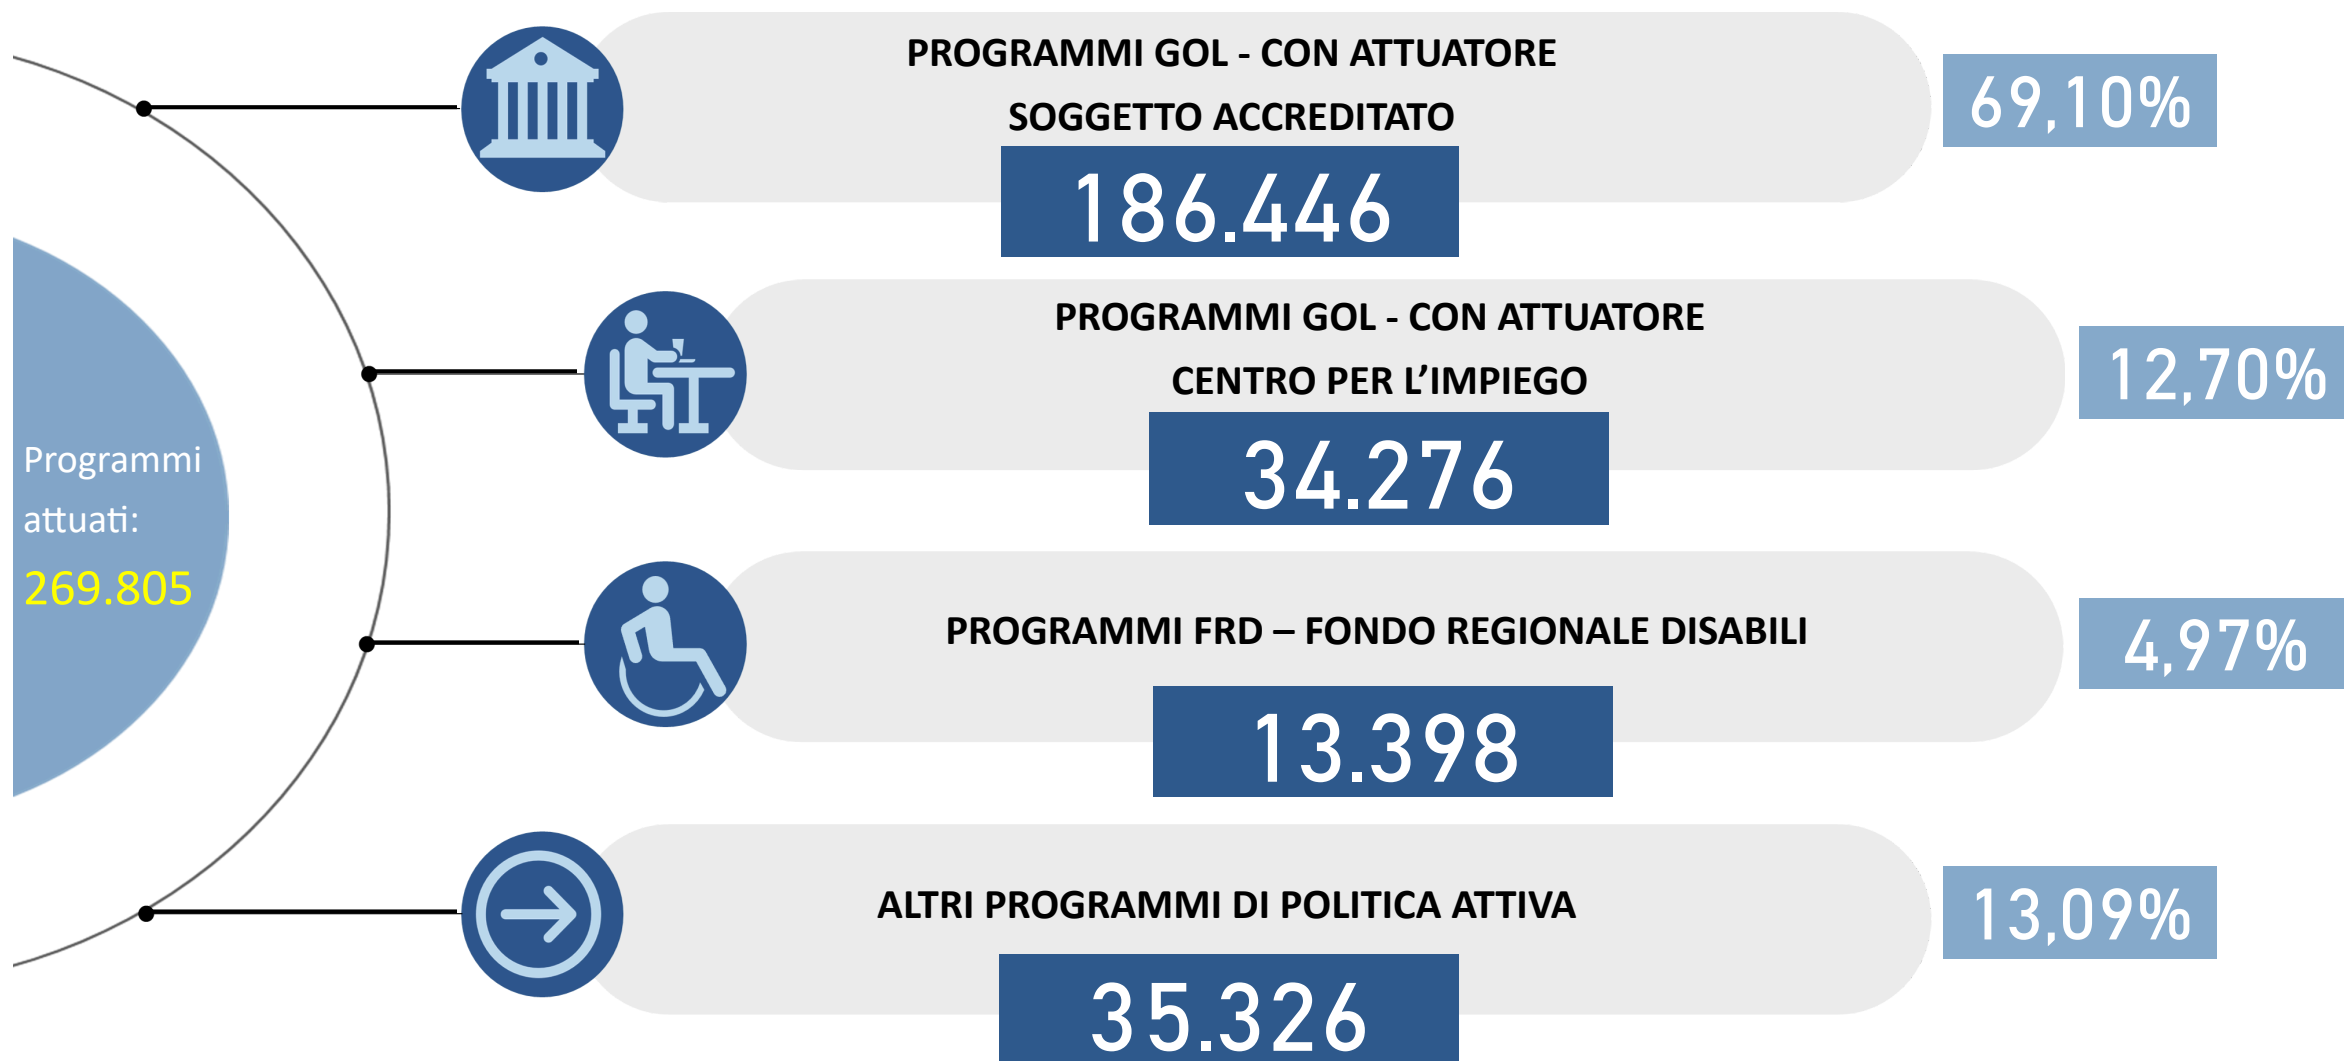 PROGRAMMI GOL - CON ATTUATORE
SOGGETTO ACCREDITATO
186.446
69,10%
PROGRAMMI GOL - CON ATTUATORE
CENTRO PER L’IMPIEGO
34.276
12,70%
Programmi
attuati:
269.805
PROGRAMMI FRD – FONDO REGIONALE DISABILI
13.398
4,97%
ALTRI PROGRAMMI DI POLITICA ATTIVA
35.326
13,09%